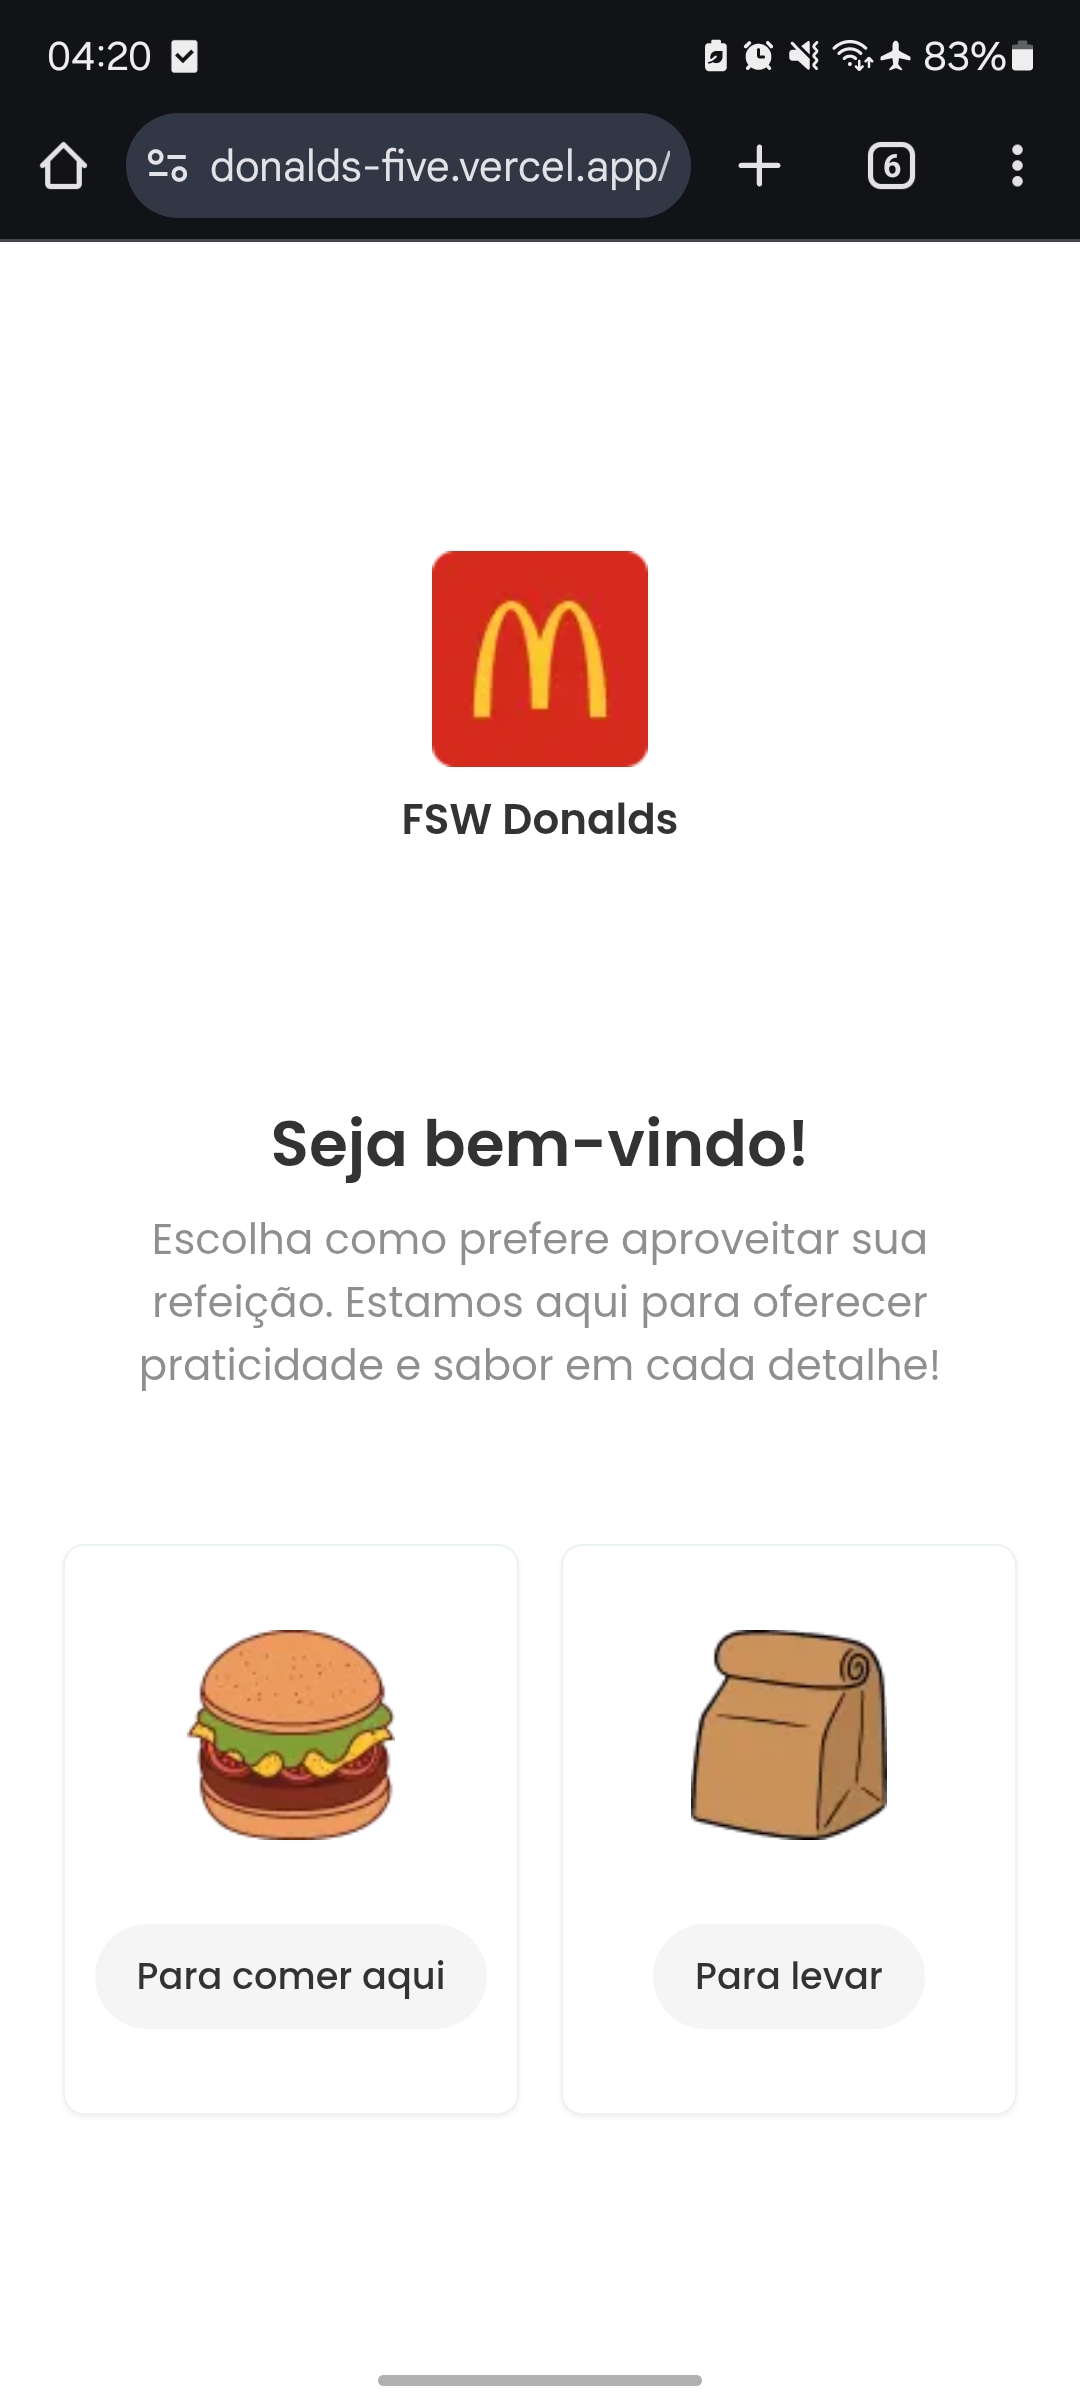 04:20
83%
donalds-five.vercel.app/
6
FSW Donalds
Seja bem-vindo!
Escolha como prefere aproveitar sua
refeição. Estamos aqui para oferecer
praticidade e sabor em cada detalhe!
Para comer aqui
Para levar